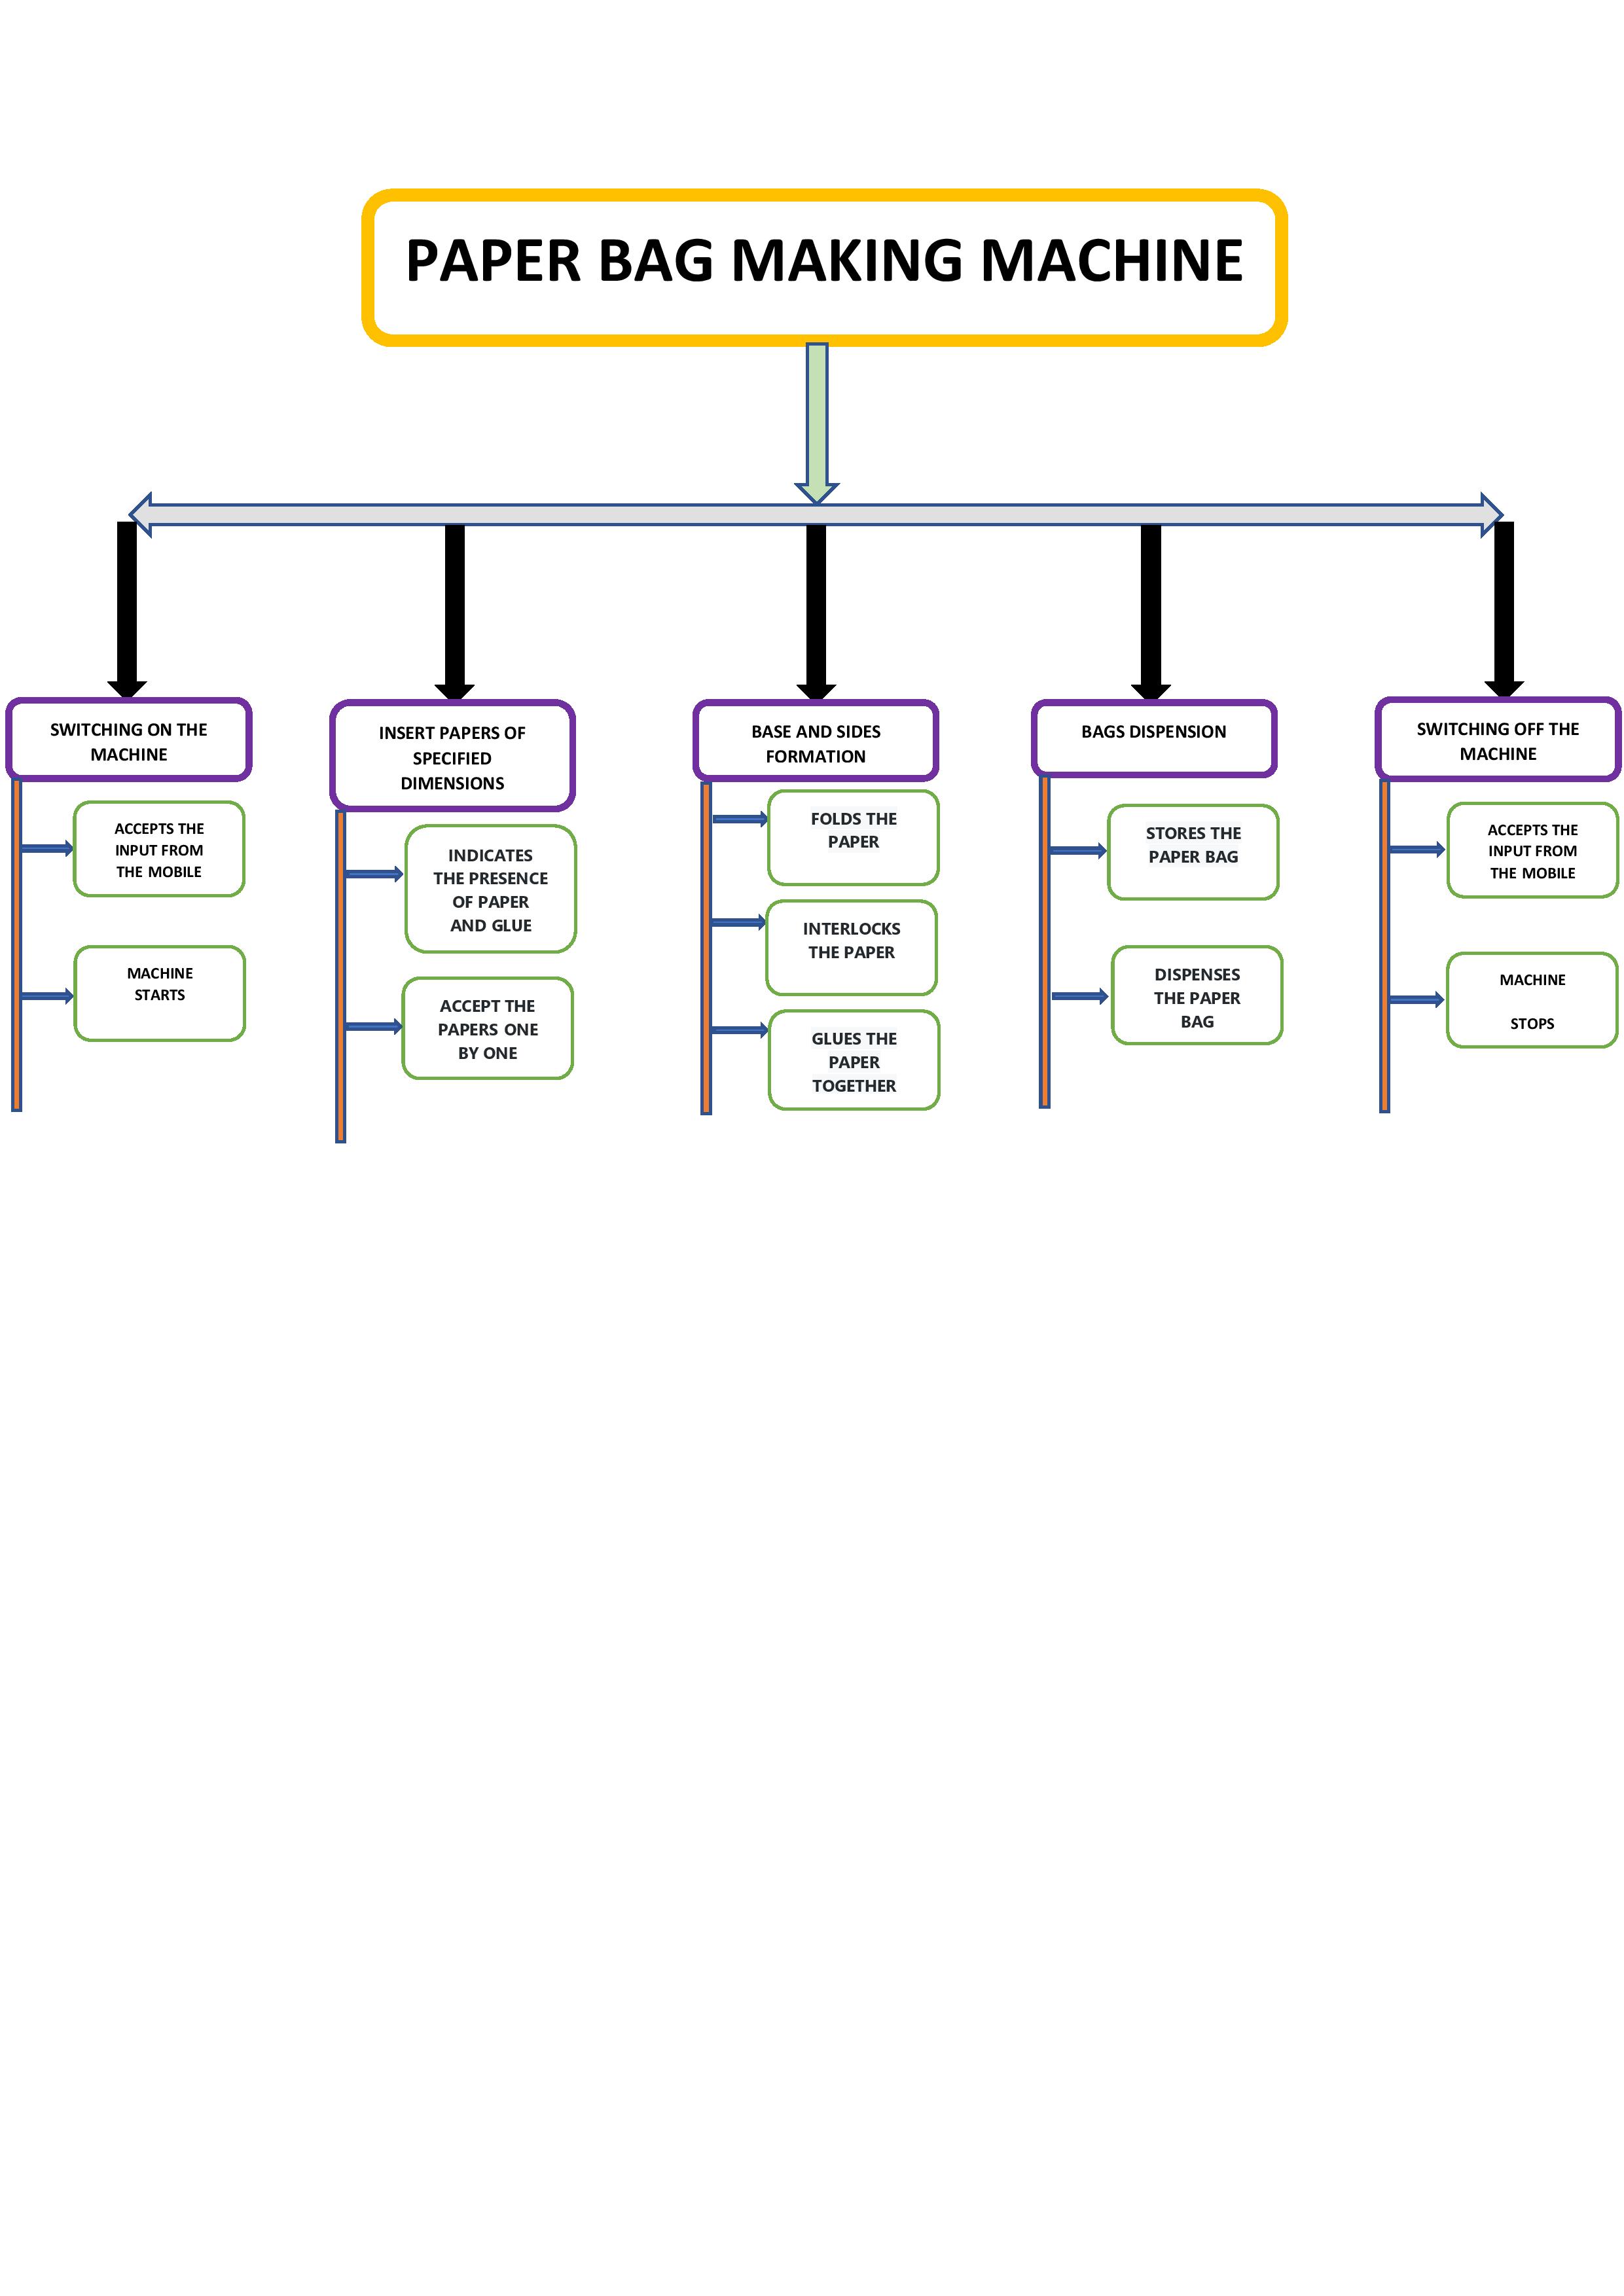 PAPER BAG MAKING MACHINE
SWITCHING ON THE
MACHINE
ACCEPTS THE
INPUT FROM
THE MOBILE
MACHINE
STARTS
INSERT PAPERS OF
SPECIFIED
DIMENSIONS
INDICATES
THE PRESENCE
OF PAPER
AND GLUE
ACCEPT THE
PAPERS ONE
BY ONE
BASE AND SIDES
FORMATION
FOLDS THE
PAPER
INTERLOCKS
THE PAPER
GLUES THE
PAPER
TOGETHER
BAGS DISPENSION
STORES THE
PAPER BAG
DISPENSES
THE PAPER
BAG
SWITCHING OFF THE
MACHINE
ACCEPTS THE
INPUT FROM
THE MOBILE
MACHINE
STOPS